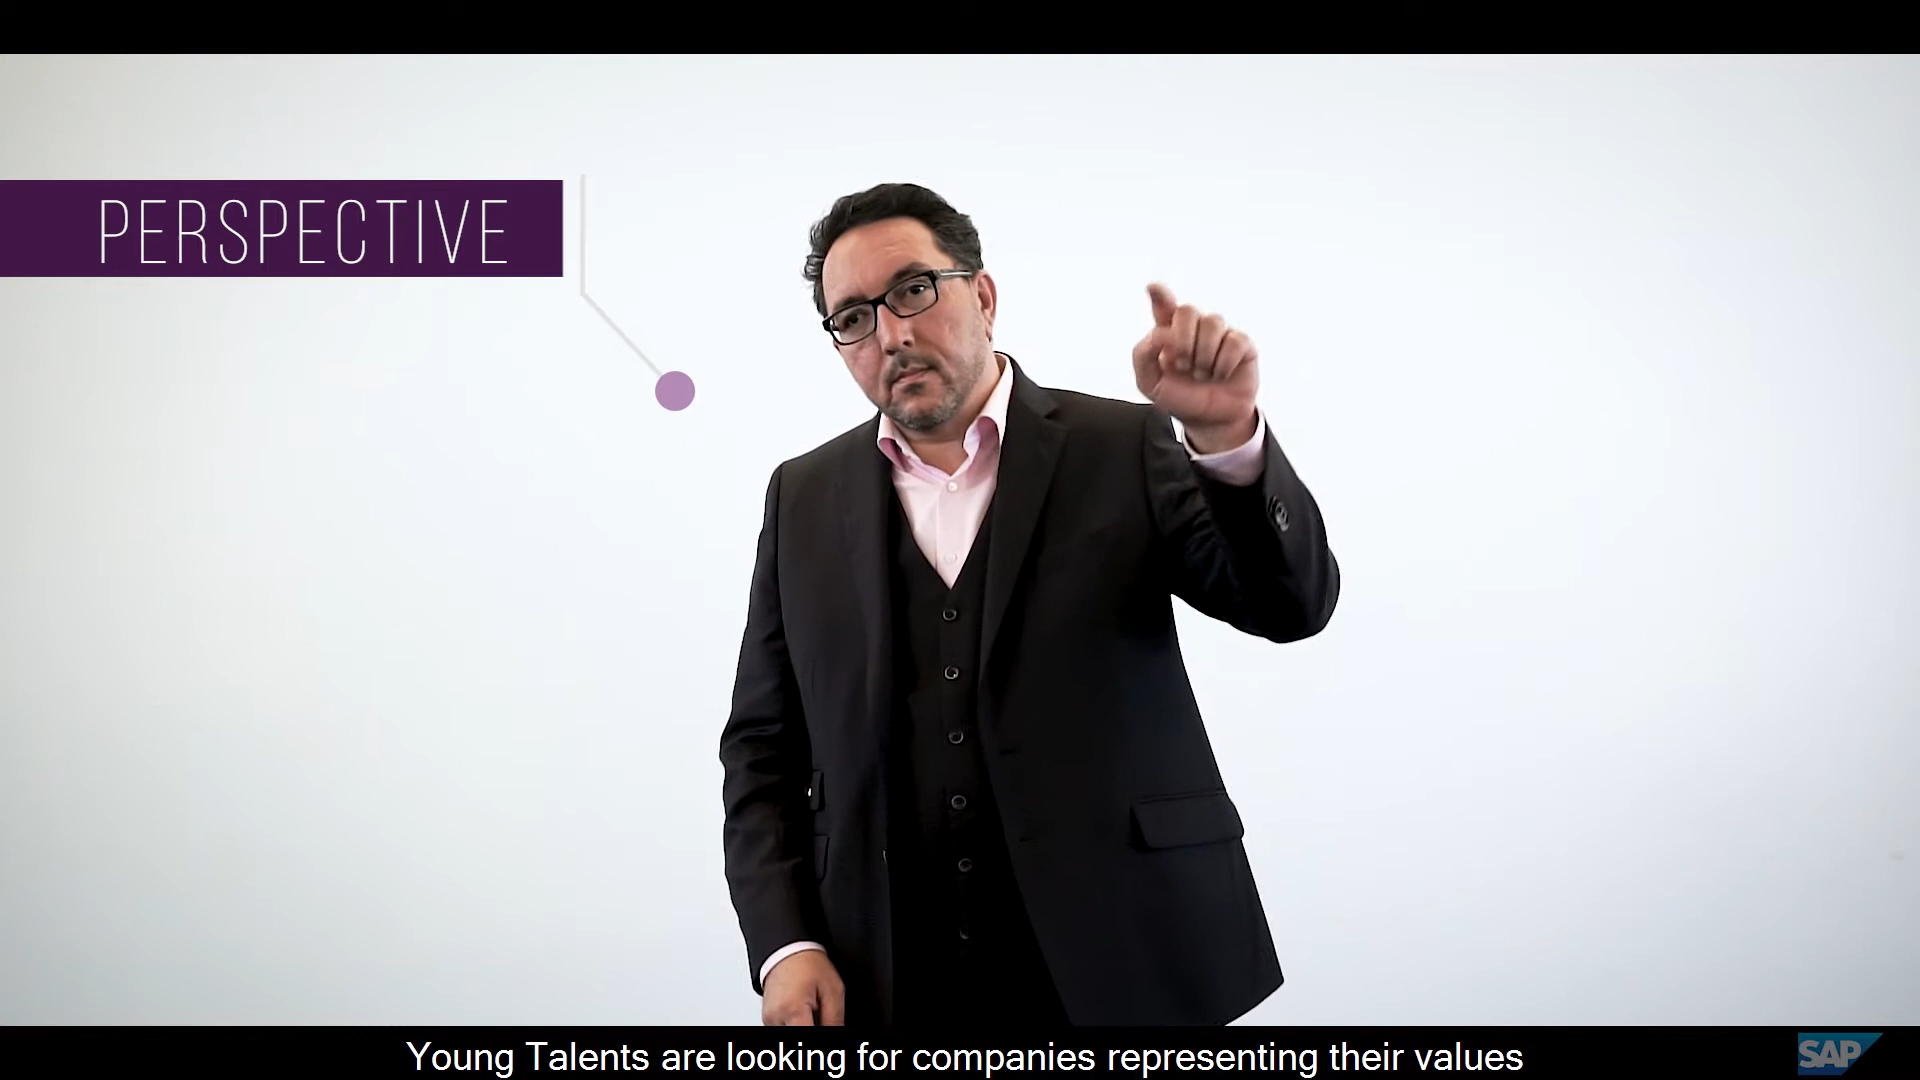 PERSPECTIVE
Young Talents are looking for companies representing their values
SAP